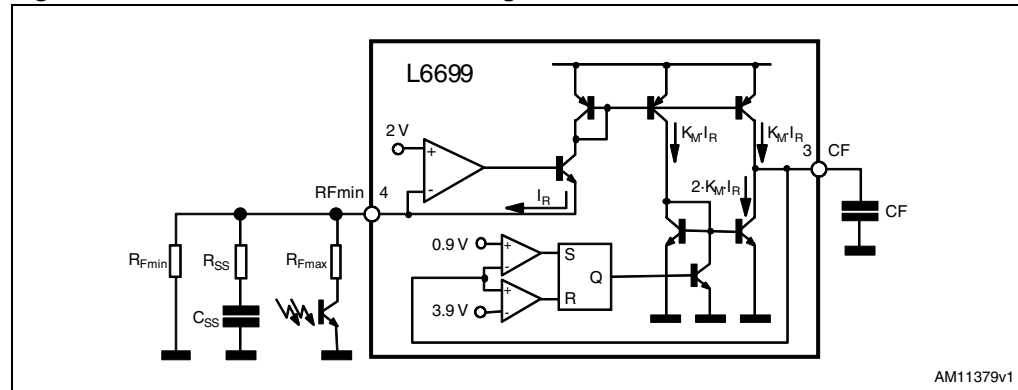 L6699
2 V
+
-
K_M·I_R
K_M·I_R
3
CF
RFmin
4
I_R
2·K_M·I_R
CF
R_Fmin
R_SS
R_Fmax
0.9 V
+
-
S
Q
C_SS
+
R
3.9 V
-
AM11379v1